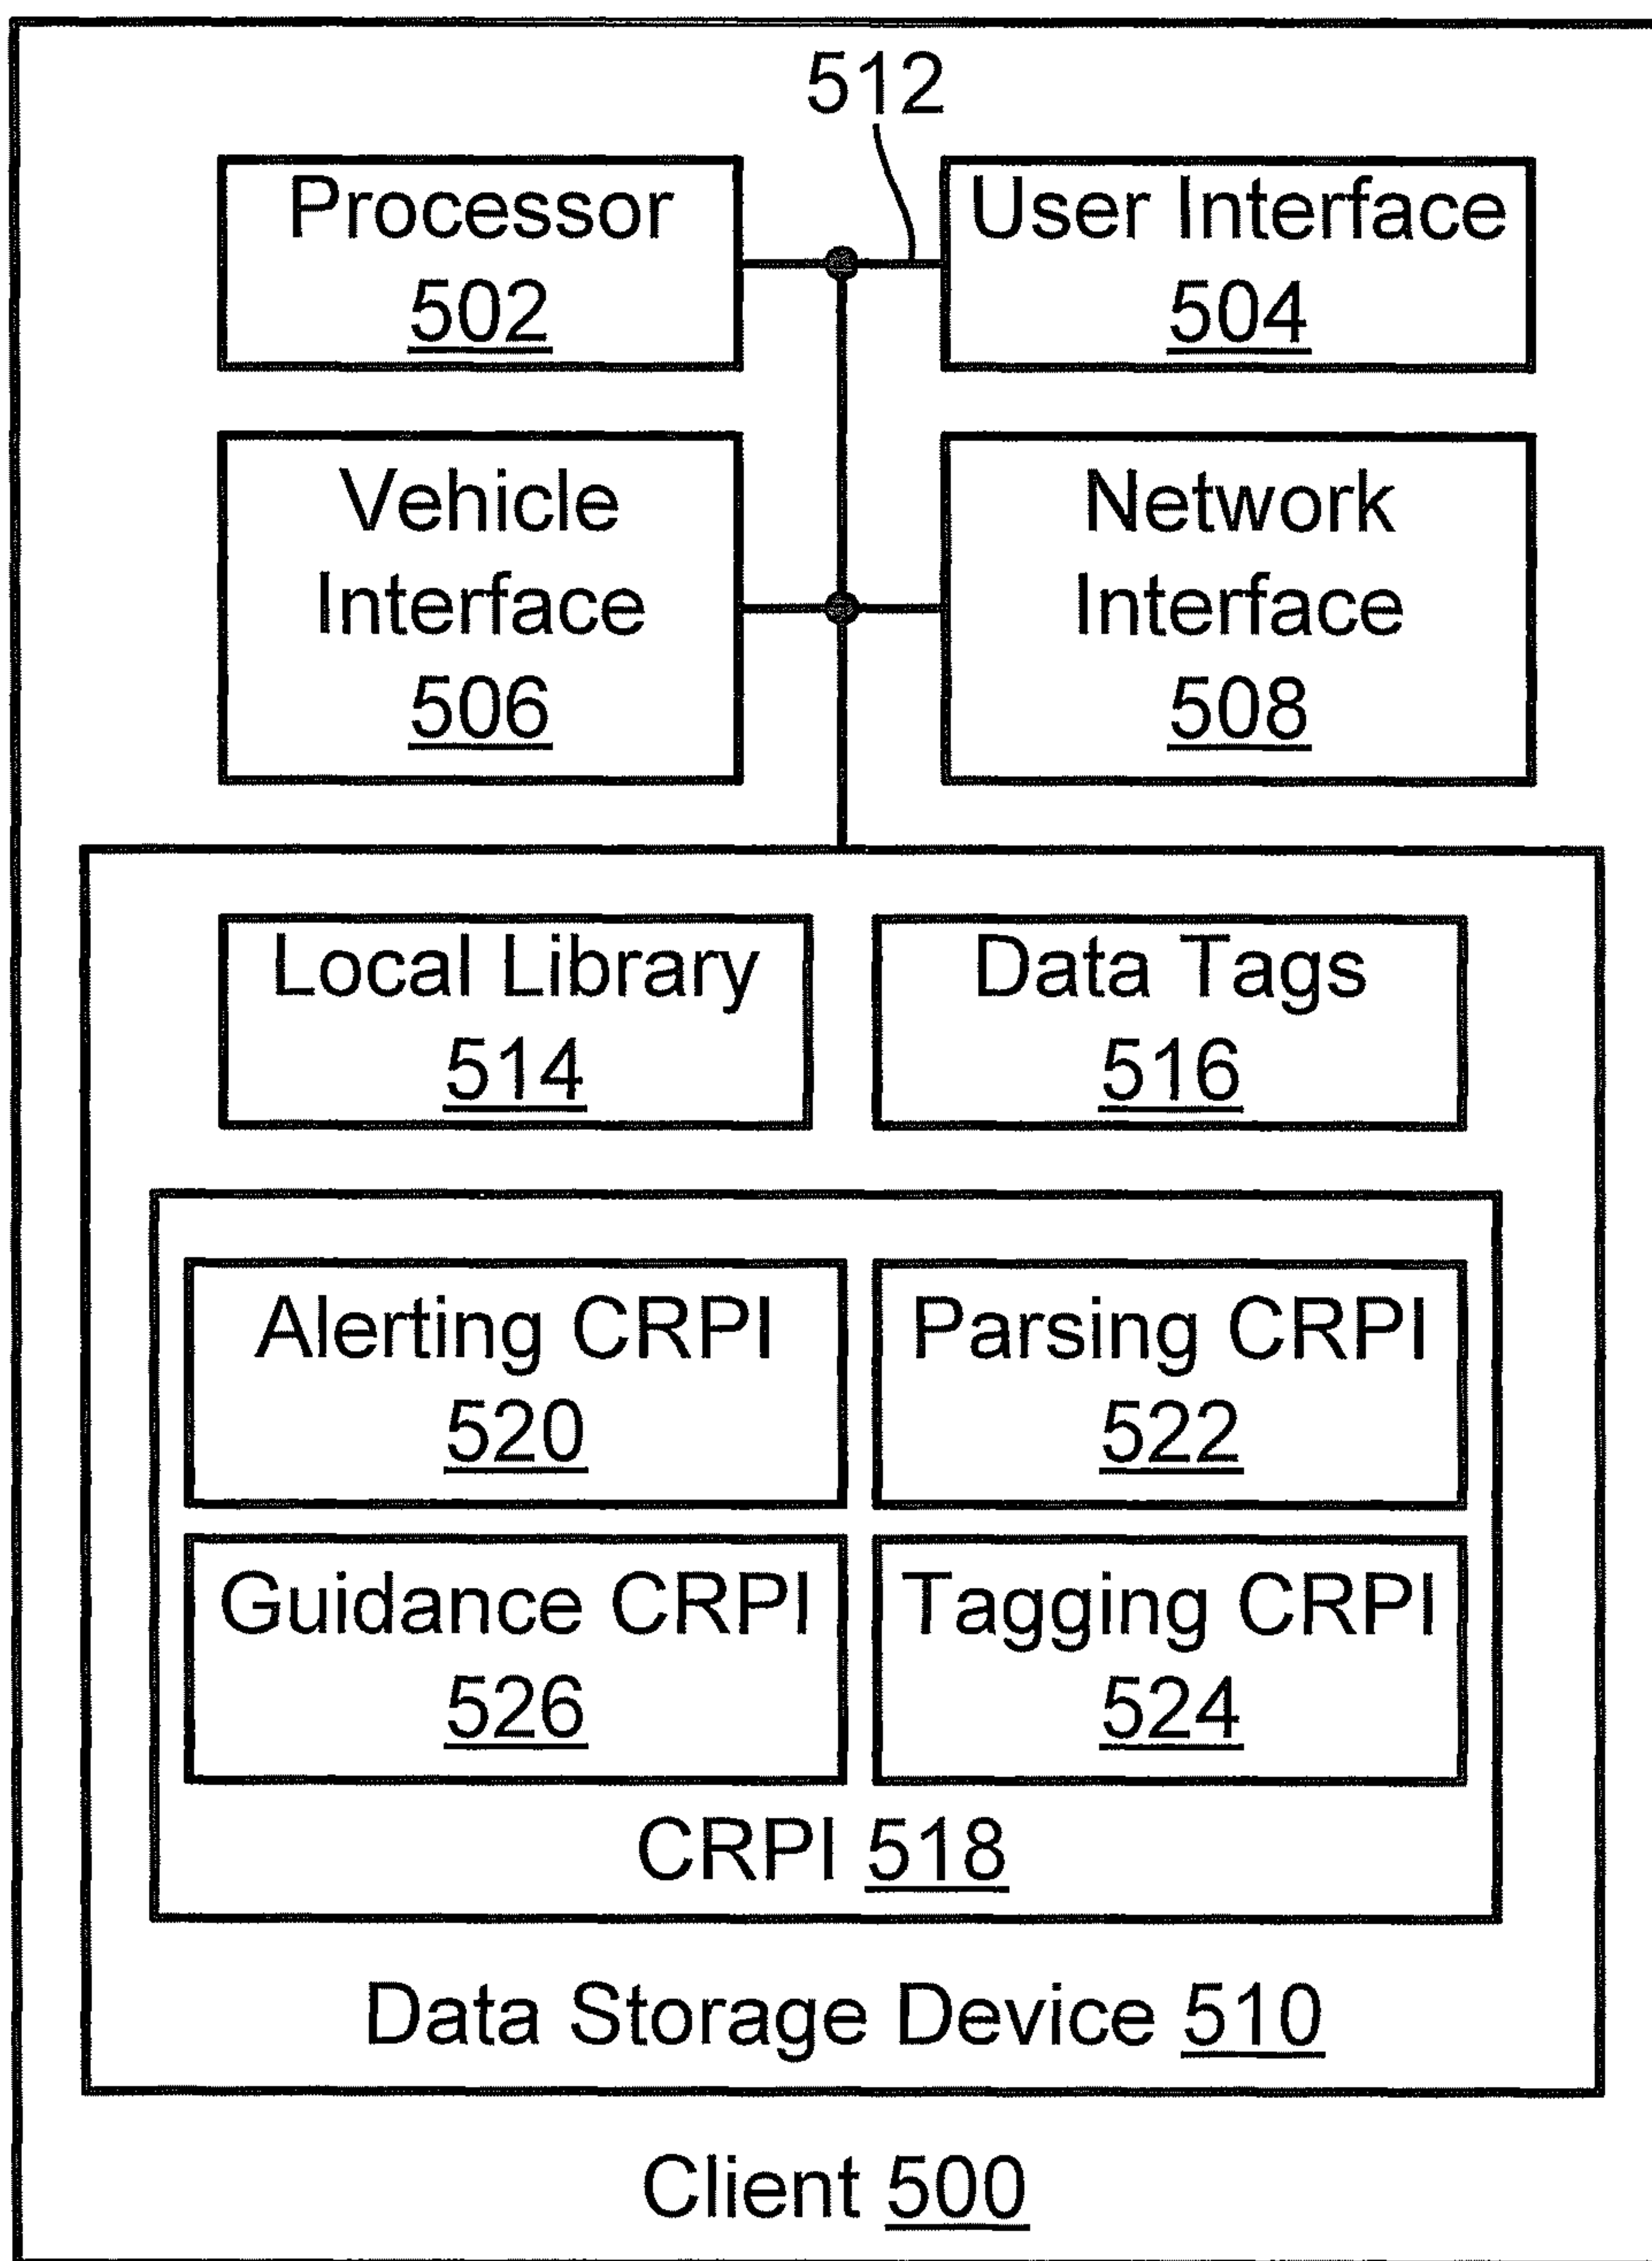 512
Processor
502
User Interface
504
Vehicle
Interface
506
Network
Interface
508
Local Library
514
Data Tags
516
Alerting CRPI
520
Parsing CRPI
522
Guidance CRPI
526
Tagging CRPI
524
CRPI 518
Data Storage Device 510
Client 500